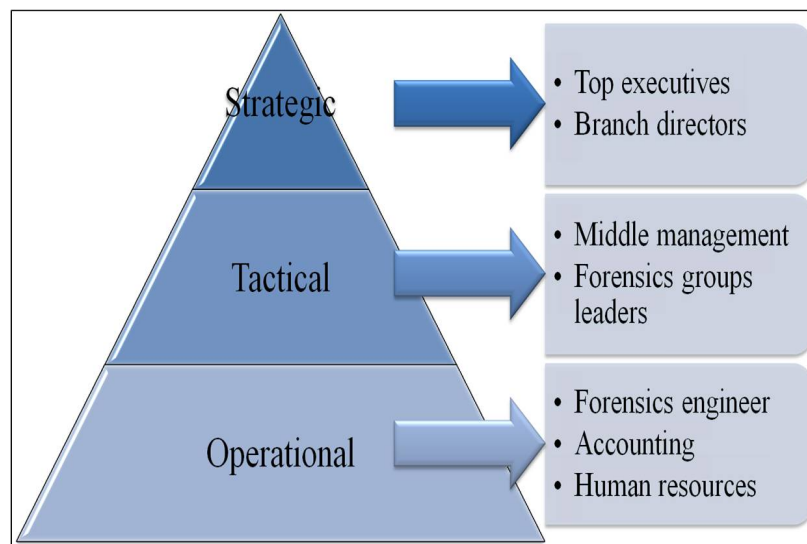 Strategic
• Top executives
• Branch directors
Tactical
• Middle management
• Forensics groups
leaders
Operational
• Forensics engineer
• Accounting
• Human resources